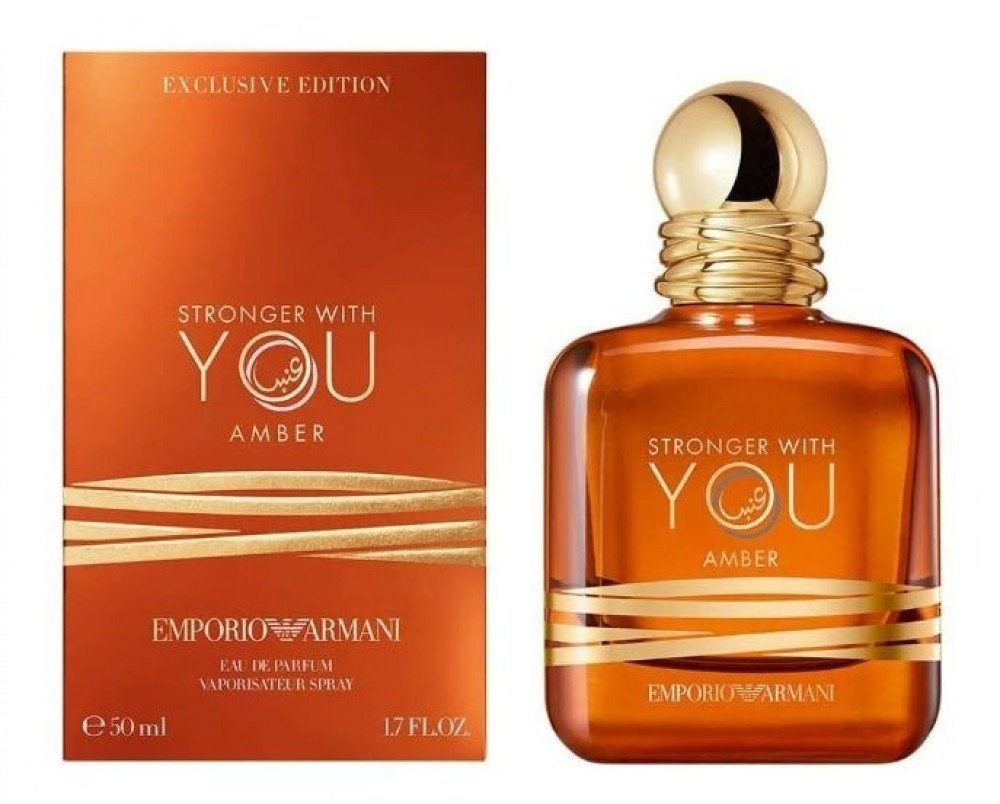 EXCLUSIVE EDITION
STRONGER WITH
YOU
عنبر
AMBER
EMPORIO ARMANI
EAU DE PARFUM
VAPORISATEUR SPRAY
℮ 50 ml 1.7 FL.OZ.
STRONGER WITH
YOU
عنبر
AMBER
EMPORIO ARMANI